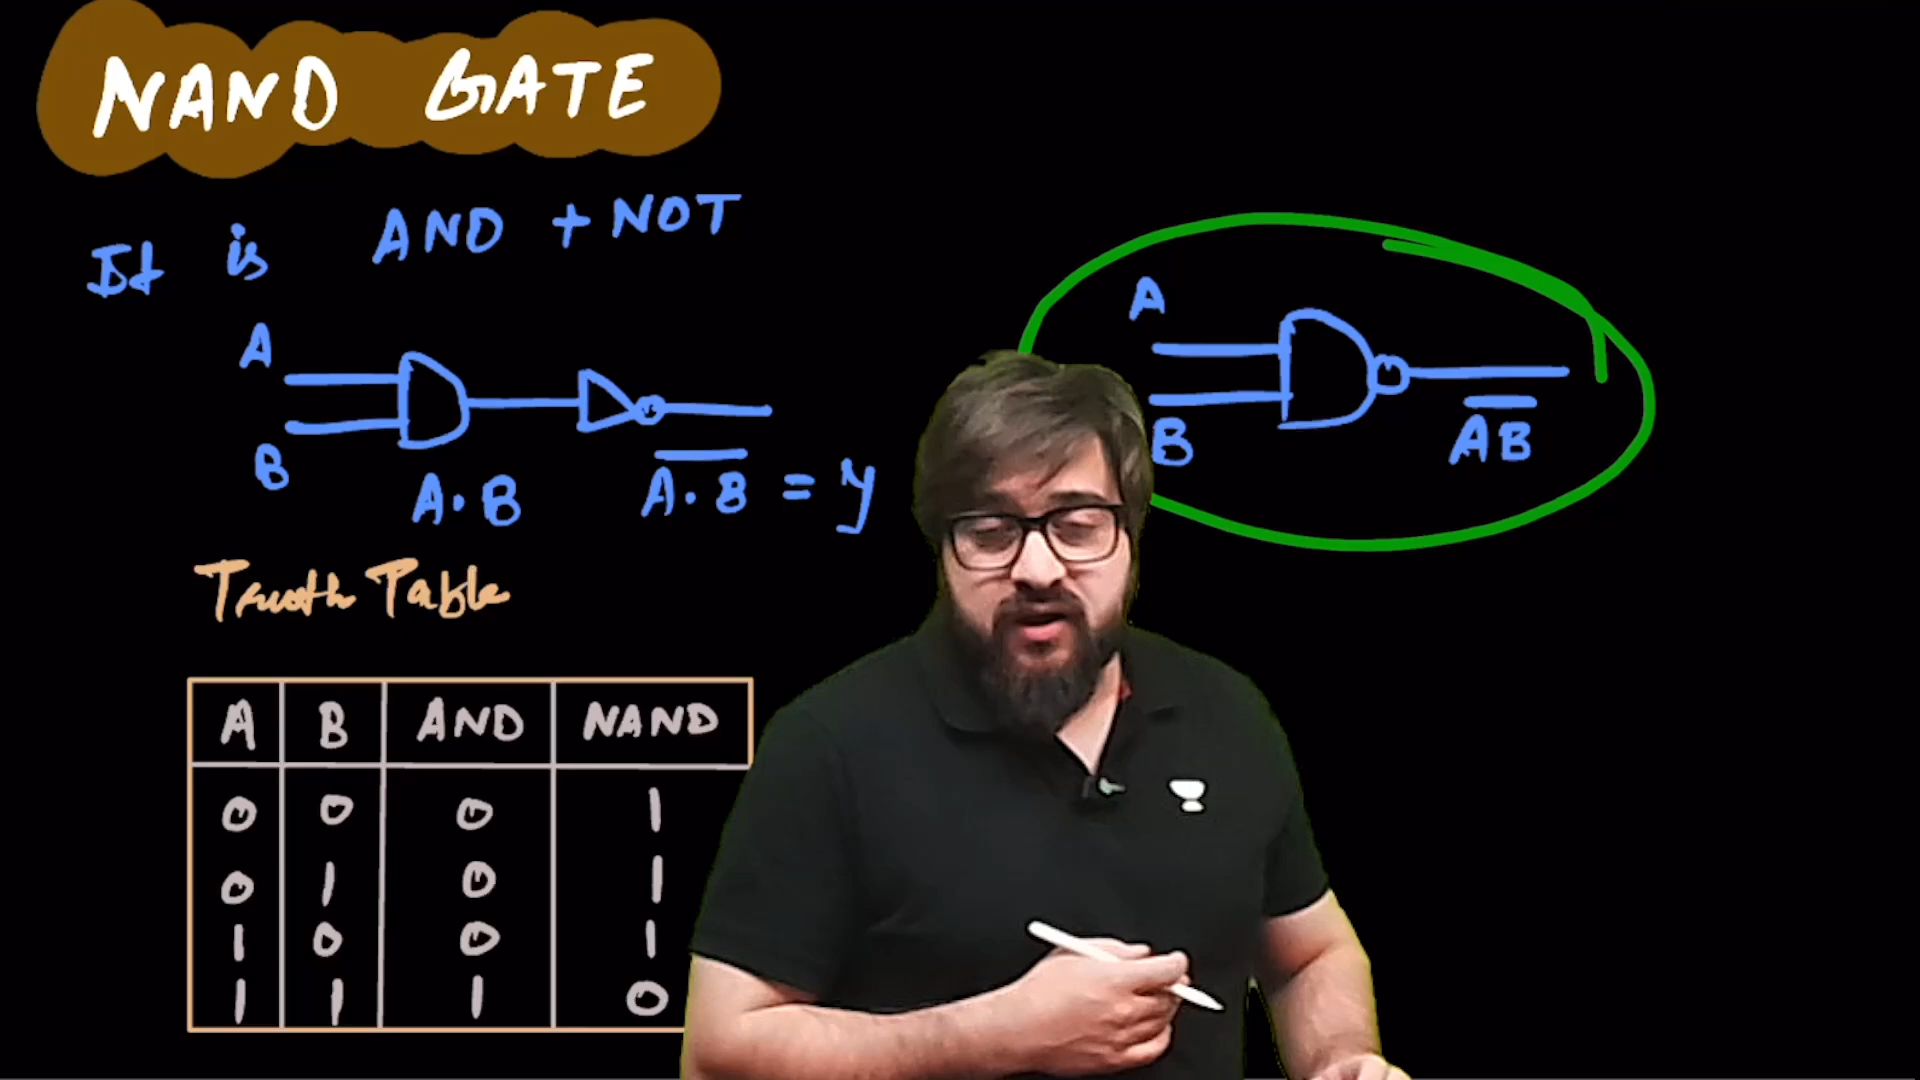 NAND GATE
It is AND + NOT
A
B
A·B
A̅·̅B̅ = y
A
B
A̅B̅
Truth Table
A B AND NAND
0 0 0 1
0 1 0 1
1 0 0 1
1 1 1 0